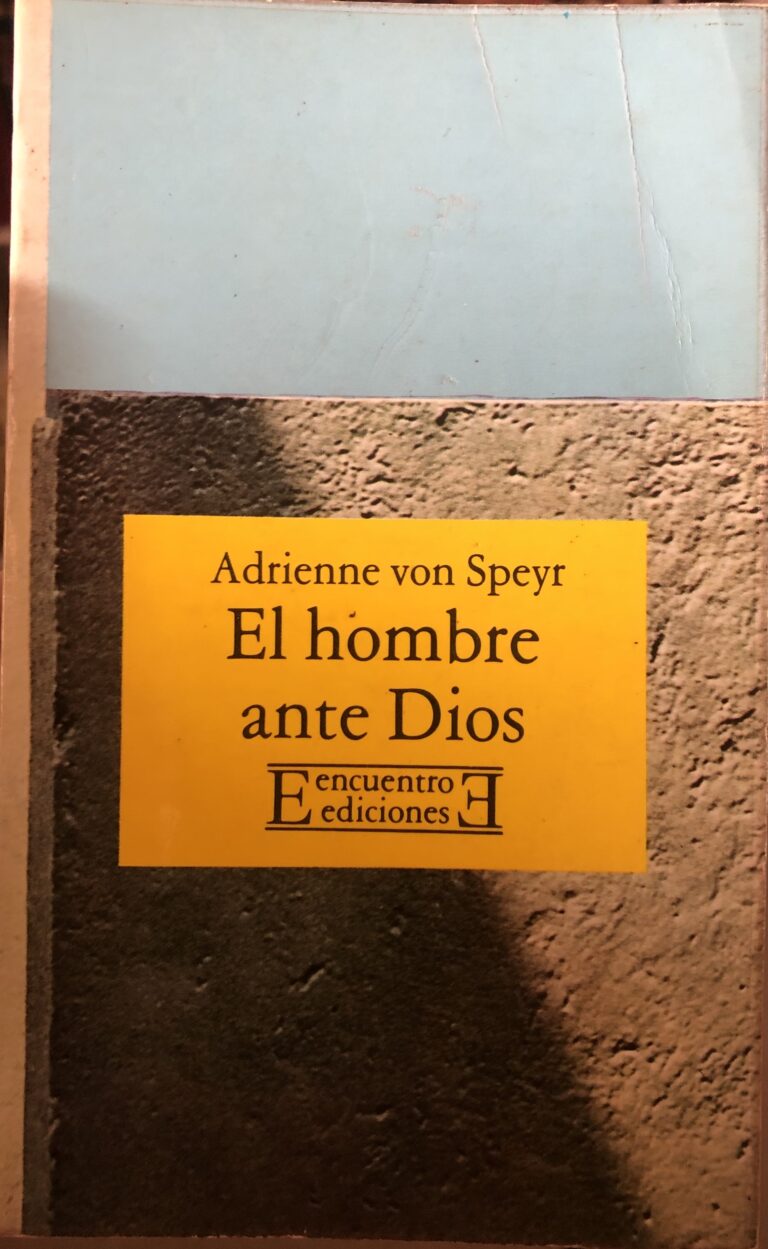 Adrienne von Speyr
El hombre
ante Dios
E encuentro E
ediciones